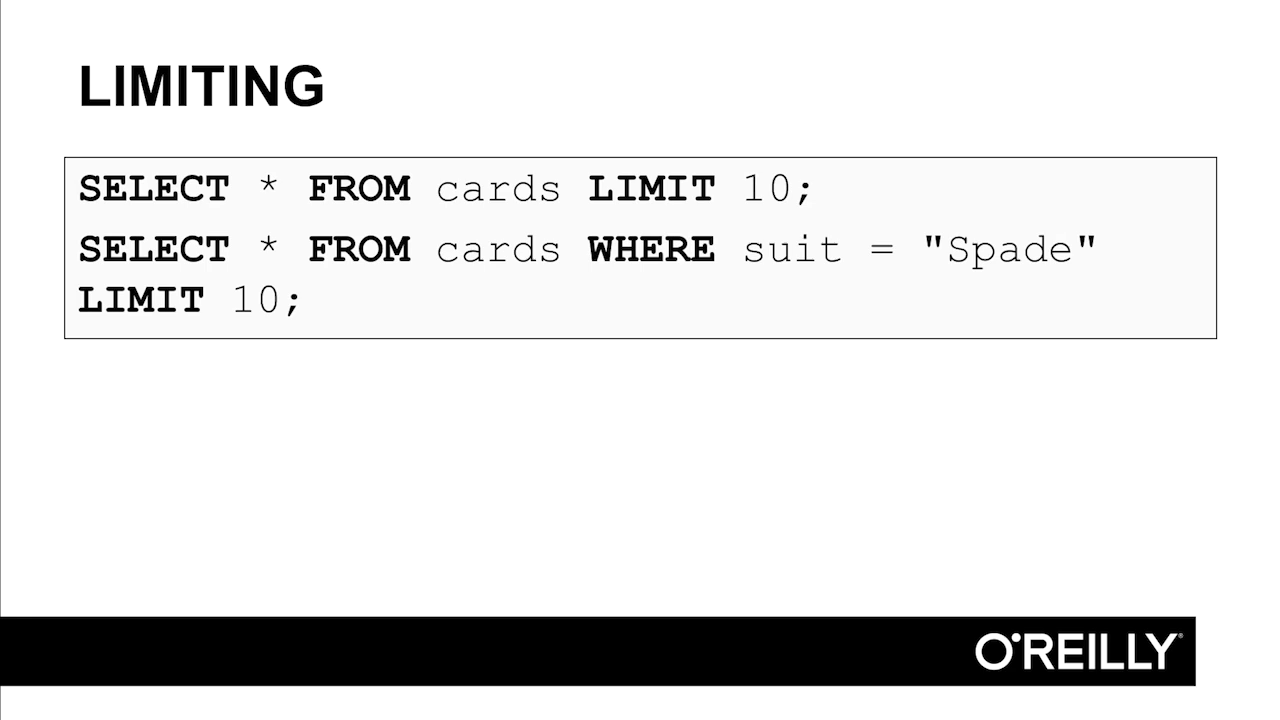 LIMITING
SELECT * FROM cards LIMIT 10;
SELECT * FROM cards WHERE suit = "Spade"
LIMIT 10;
O'REILLY®